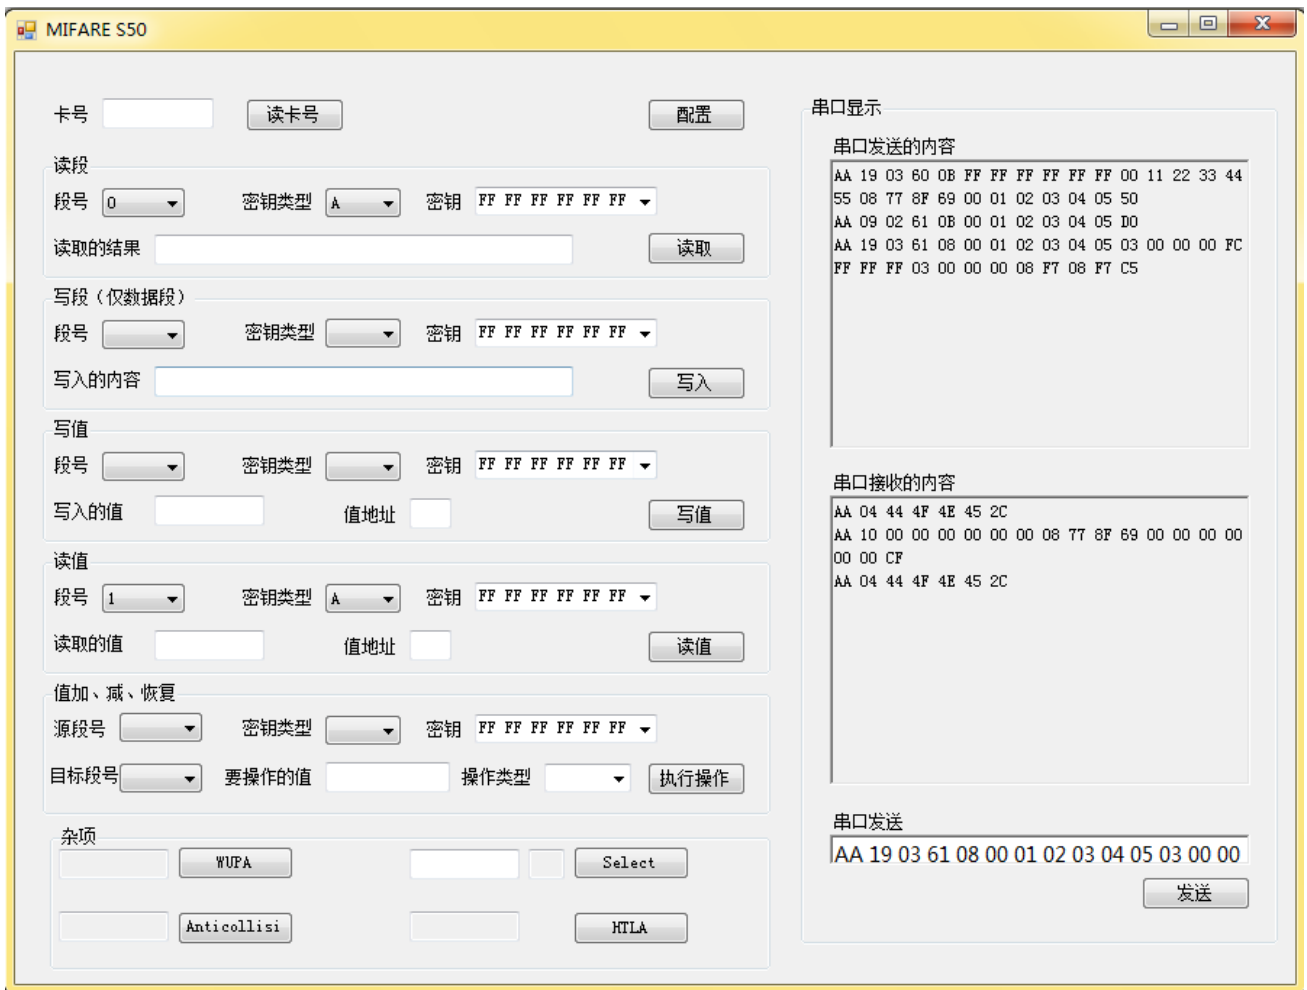 MIFARE S50
卡号 读卡号 配置
读段
段号 0 密钥类型 A 密钥 FF FF FF FF FF FF
读取的结果 读取
写段（仅数据段）
段号 密钥类型 密钥 FF FF FF FF FF FF
写入的内容 写入
写值
段号 密钥类型 密钥 FF FF FF FF FF FF
写入的值 值地址 写值
读值
段号 1 密钥类型 A 密钥 FF FF FF FF FF FF
读取的值 值地址 读值
值加、减、恢复
源段号 密钥类型 密钥 FF FF FF FF FF FF
目标段号 要操作的值 操作类型 执行操作
杂项
WUPA Select
Anticollisi HTLA
串口显示
串口发送的内容
AA 19 03 60 0B FF FF FF FF FF FF 00 11 22 33 44
55 08 77 8F 69 00 01 02 03 04 05 50
AA 09 02 61 0B 00 01 02 03 04 05 D0
AA 19 03 61 08 00 01 02 03 04 05 03 00 00 00 FC
FF FF FF 03 00 00 00 08 F7 08 F7 C5
串口接收的内容
AA 04 44 4F 4E 45 2C
AA 10 00 00 00 00 00 00 08 77 8F 69 00 00 00 00
00 00 CF
AA 04 44 4F 4E 45 2C
串口发送
AA 19 03 61 08 00 01 02 03 04 05 03 00 00
发送